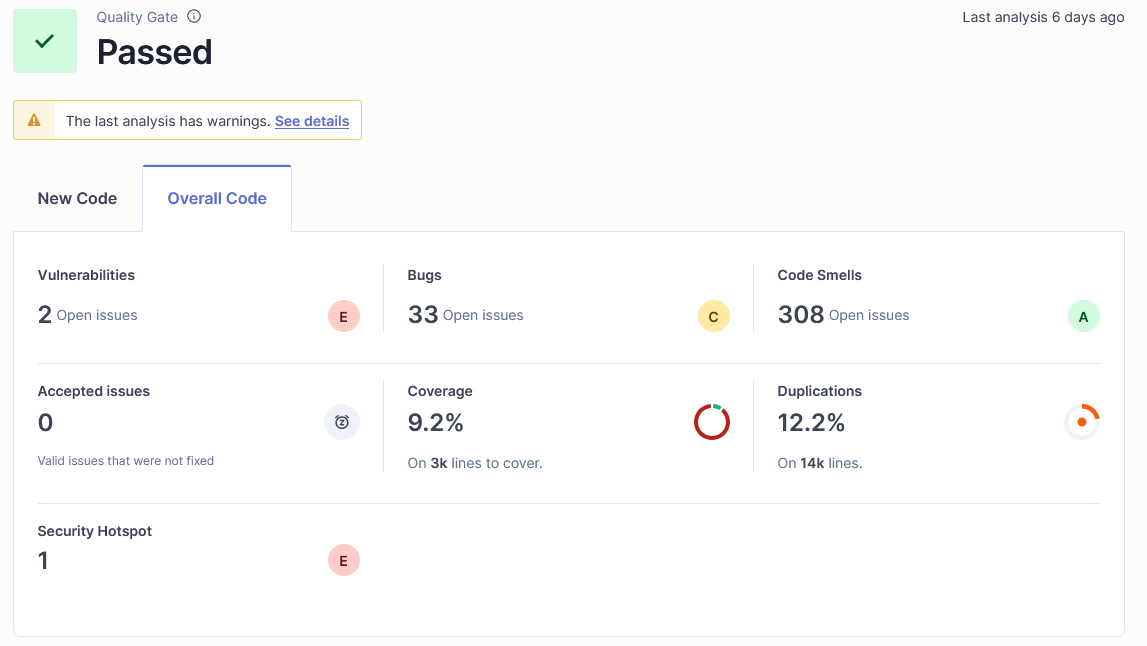 Quality Gate
Last analysis 6 days ago
Passed
The last analysis has warnings. See details
New Code
Overall Code
Vulnerabilities
2 Open issues
E
Bugs
33 Open issues
C
Code Smells
308 Open issues
A
Accepted issues
0
Valid issues that were not fixed
Coverage
9.2%
On 3k lines to cover.
Duplications
12.2%
On 14k lines.
Security Hotspot
1
E